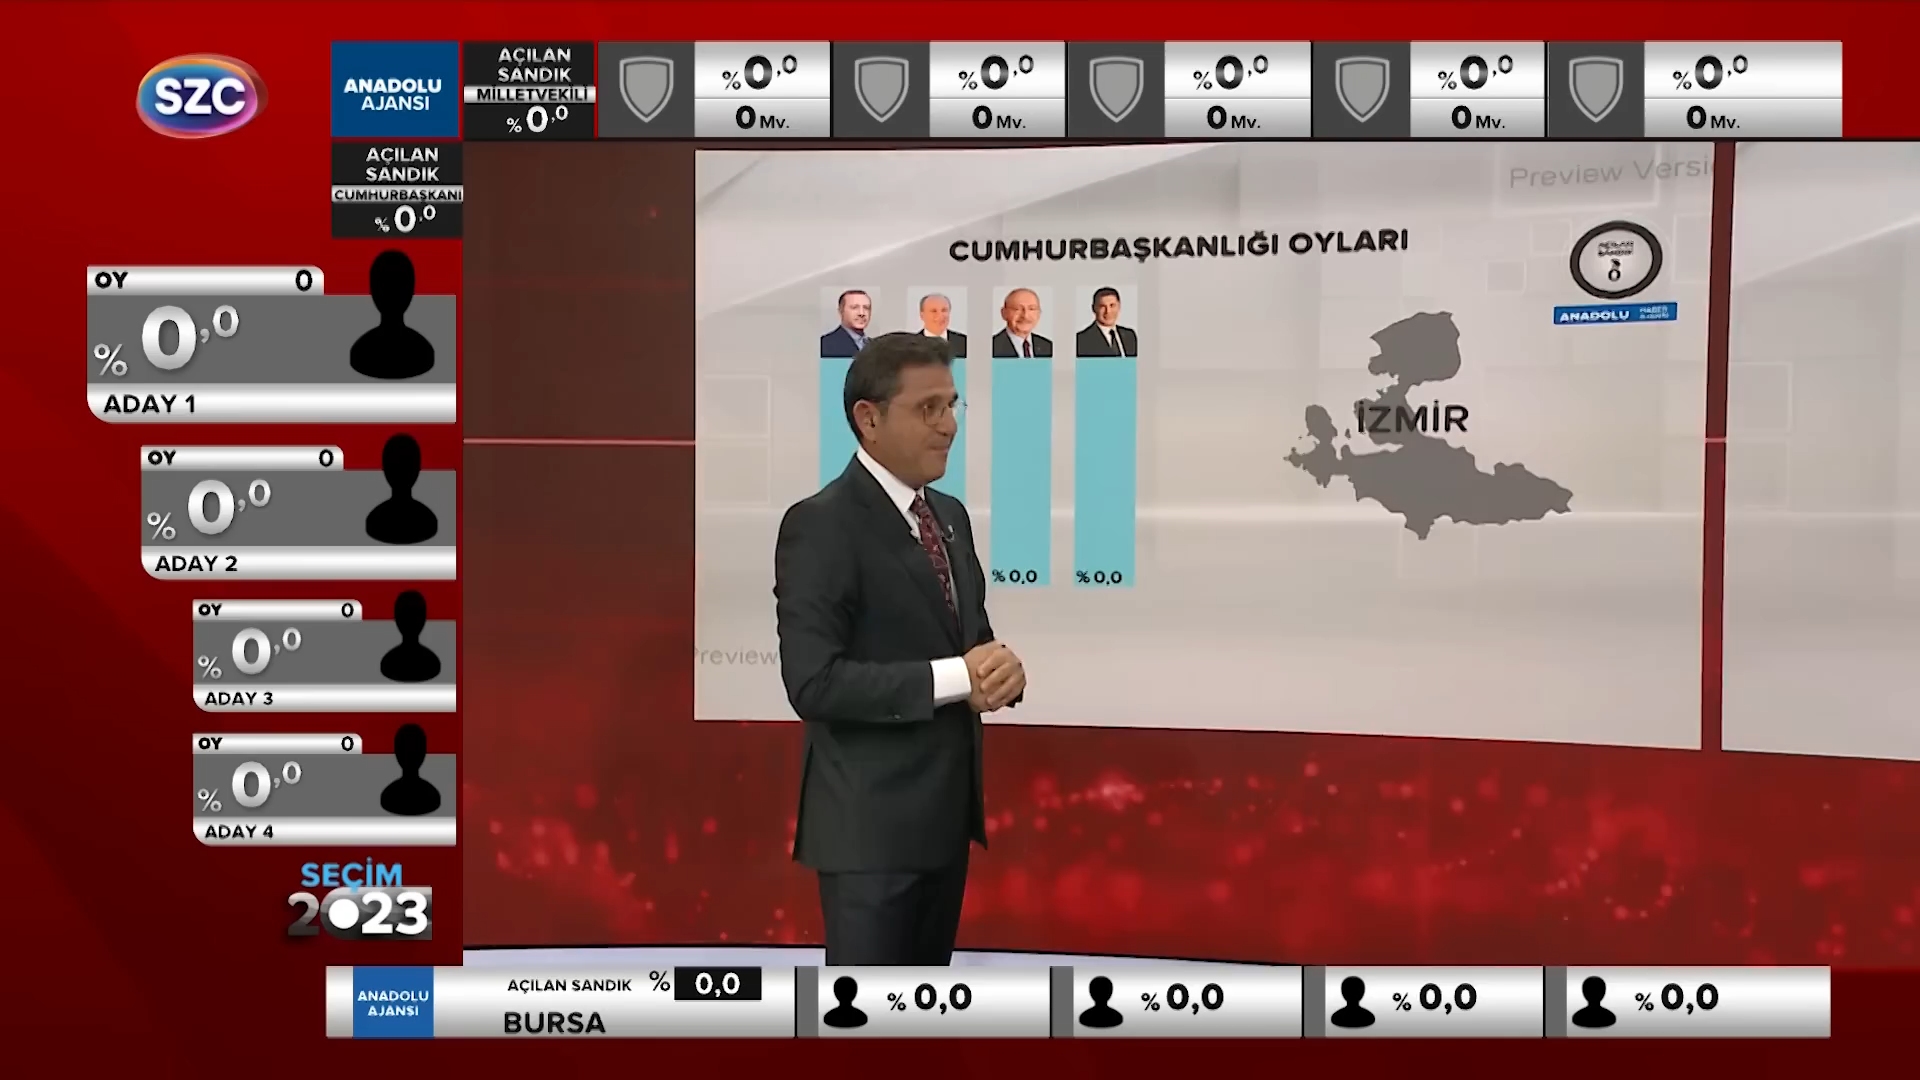 SZC
ANADOLU
AJANSI
AÇILAN
SANDIK
MİLLETVEKİLİ
% 0,0
% 0,0
0 Mv.
% 0,0
0 Mv.
% 0,0
0 Mv.
% 0,0
0 Mv.
% 0,0
0 Mv.
AÇILAN
SANDIK
CUMHURBAŞKANI
% 0,0
OY 0
% 0,0
ADAY 1
OY 0
% 0,0
ADAY 2
OY 0
% 0,0
ADAY 3
OY 0
% 0,0
ADAY 4
SEÇİM
2023
Preview Versi
CUMHURBAŞKANLIĞI OYLARI
AÇILAN
SANDIK
%
0
ANADOLU
İZMİR
% 0,0
% 0,0
Preview
ANADOLU
AJANSI
AÇILAN SANDIK % 0,0
BURSA
% 0,0
% 0,0
% 0,0
% 0,0